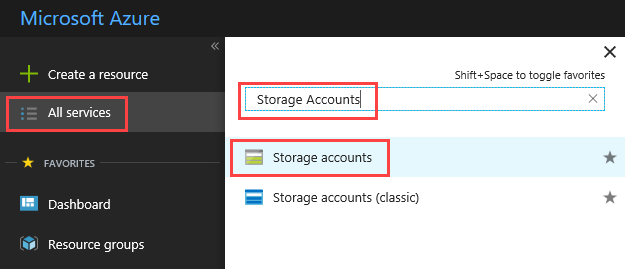 Microsoft Azure
Create a resource
All services
FAVORITES
Dashboard
Resource groups
Shift+Space to toggle favorites
Storage Accounts
Storage accounts
Storage accounts (classic)